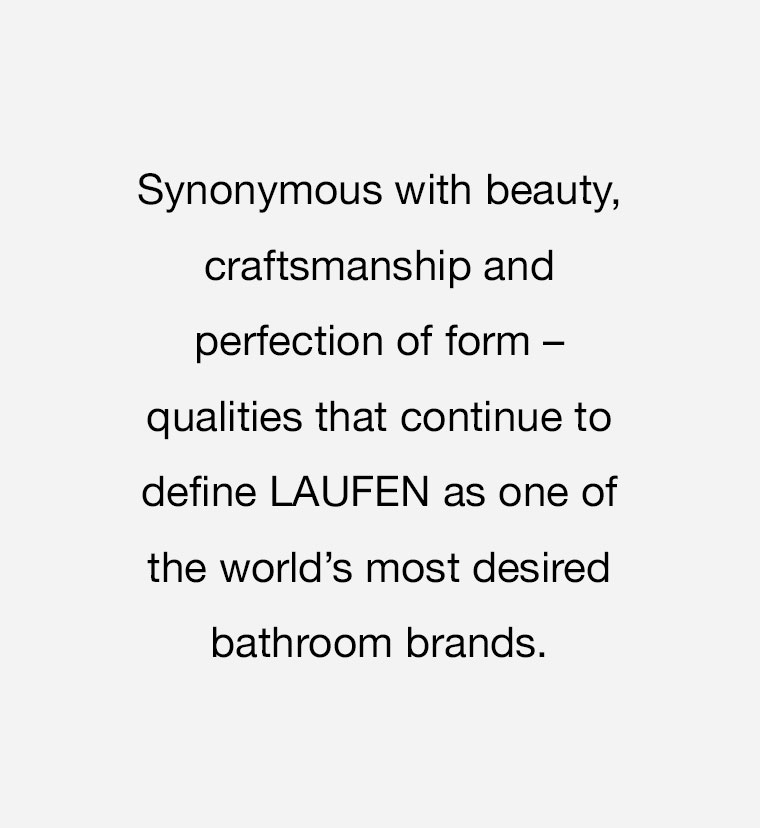 Synonymous with beauty,
craftsmanship and
perfection of form –
qualities that continue to
define LAUFEN as one of
the world’s most desired
bathroom brands.